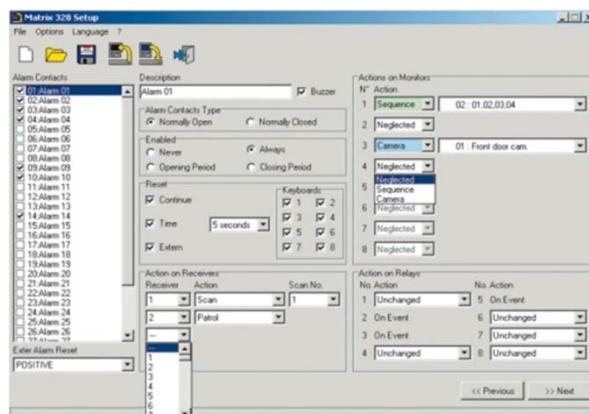 Matrix 328 Setup
File Options Language ?
Alarm Contacts
01:Alarm 01
02:Alarm 02
03:Alarm 03
04:Alarm 04
05:Alarm 05
06:Alarm 06
07:Alarm 07
08:Alarm 08
09:Alarm 09
10:Alarm 10
11:Alarm 11
12:Alarm 12
13:Alarm 13
14:Alarm 14
15:Alarm 15
16:Alarm 16
17:Alarm 17
18:Alarm 18
19:Alarm 19
20:Alarm 20
21:Alarm 21
22:Alarm 22
23:Alarm 23
24:Alarm 24
25:Alarm 25
26:Alarm 26
27:Alarm 27
Exter Alarm Reset
POSITIVE
Description
Alarm 01
Buzzer
Alarm Contacts Type
Normally Open Normally Closed
Enabled
Never Always
Opening Period Closing Period
Reset
Continue
Time 5 seconds
Extern
Keyboards
1 2
3 4
5 6
7 8
Action on Receivers
Receiver Action Scan No.
1 Scan 1
2 Patrol
---
---
1
2
3
4
5
6
Actions on Monitors
N° Action
1 Sequence 02 : 01,02,03,04
2 Neglected
3 Camera 01 : Front door cam.
4 Neglected
Neglected
Sequence
Camera
5
6 Neglected
7 Neglected
8 Neglected
Action on Relays
No. Action No. Action
1 Unchanged 5 On Event
2 On Event 6 Unchanged
3 On Event 7 Unchanged
4 Unchanged 8 Unchanged
<< Previous >> Next